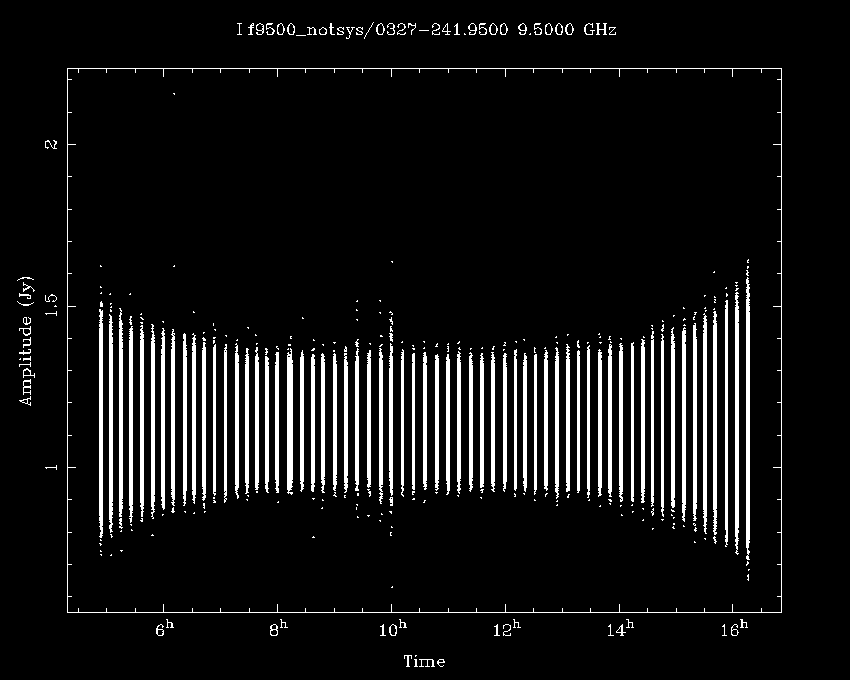 I f9500_notsys/0327-241.9500 9.5000 GHz
Amplitude (Jy)
2
1.5
1
6h 8h 10h 12h 14h 16h
Time